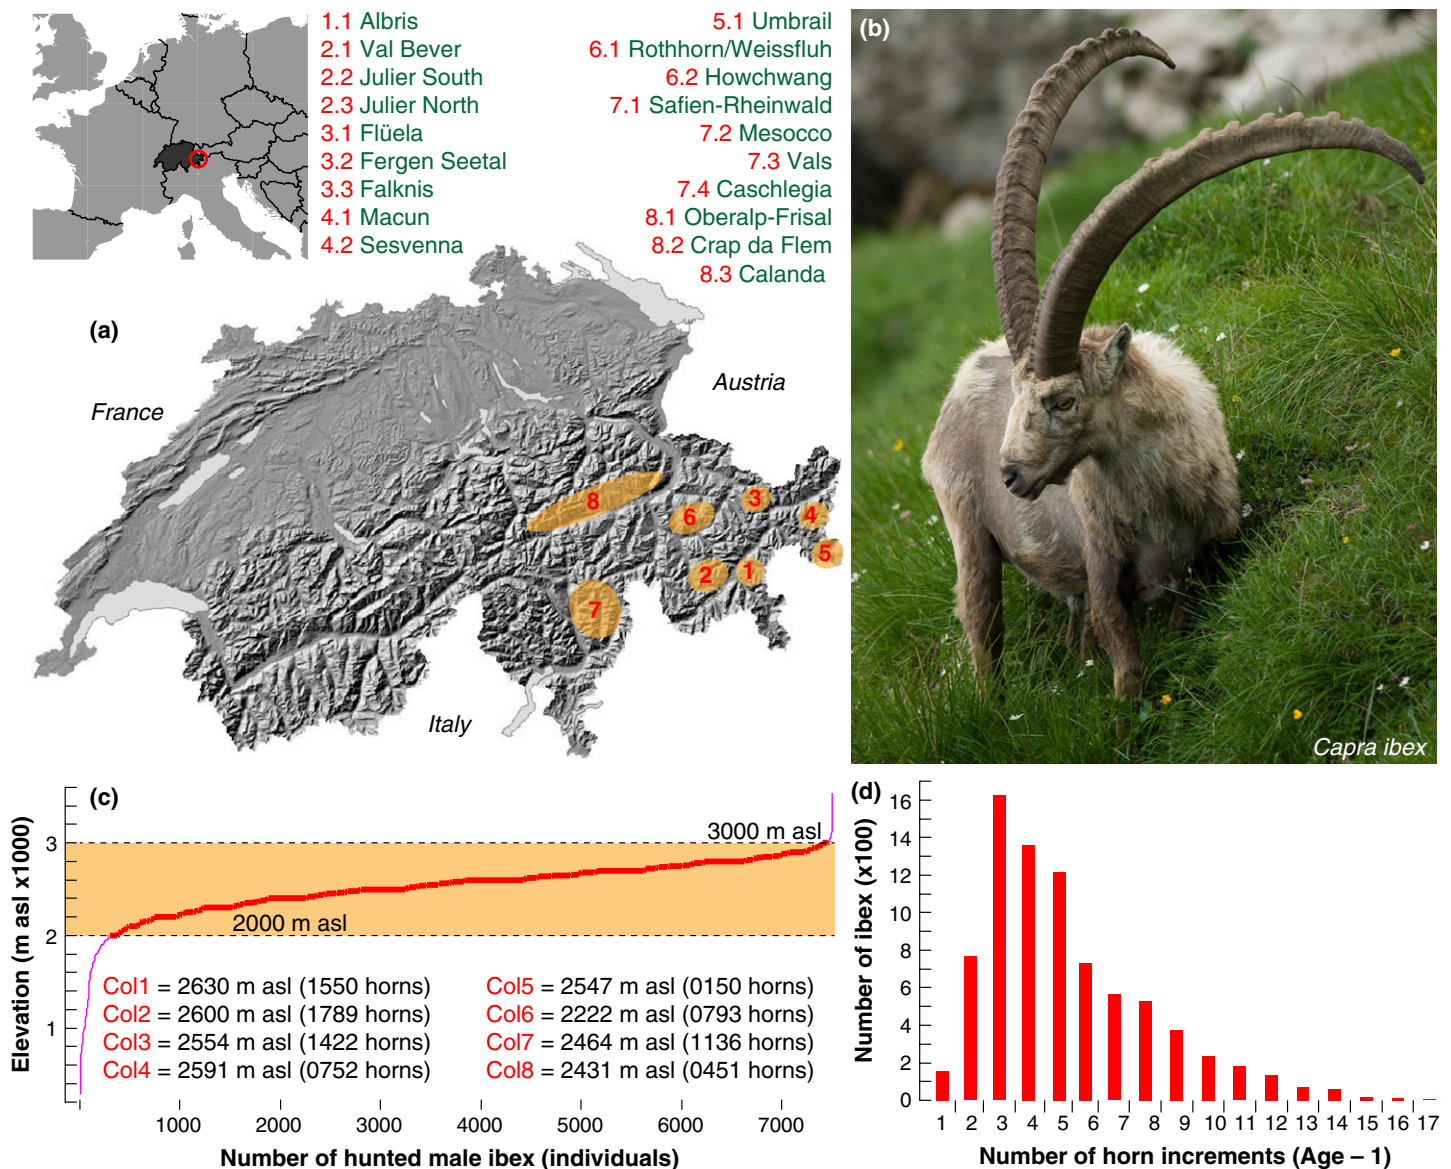 1.1 Albris
2.1 Val Bever
2.2 Julier South
2.3 Julier North
3.1 Flüela
3.2 Fergen Seetal
3.3 Falknis
4.1 Macun
4.2 Sesvenna
5.1 Umbrail
6.1 Rothhorn/Weissfluh
6.2 Howchwang
7.1 Safien-Rheinwald
7.2 Mesocco
7.3 Vals
7.4 Caschlegia
8.1 Oberalp-Frisal
8.2 Crap da Flem
8.3 Calanda
(a)
France
Austria
Italy
8
3
6
4
5
2
1
7
(b)
Capra ibex
(c)
Elevation (m asl x1000)
3
2
1
3000 m asl
2000 m asl
Col1 = 2630 m asl (1550 horns)
Col2 = 2600 m asl (1789 horns)
Col3 = 2554 m asl (1422 horns)
Col4 = 2591 m asl (0752 horns)
Col5 = 2547 m asl (0150 horns)
Col6 = 2222 m asl (0793 horns)
Col7 = 2464 m asl (1136 horns)
Col8 = 2431 m asl (0451 horns)
1000 2000 3000 4000 5000 6000 7000
Number of hunted male ibex (individuals)
(d)
Number of ibex (x100)
16
14
12
10
8
6
4
2
0
1 2 3 4 5 6 7 8 9 10 11 12 13 14 15 16 17
Number of horn increments (Age – 1)